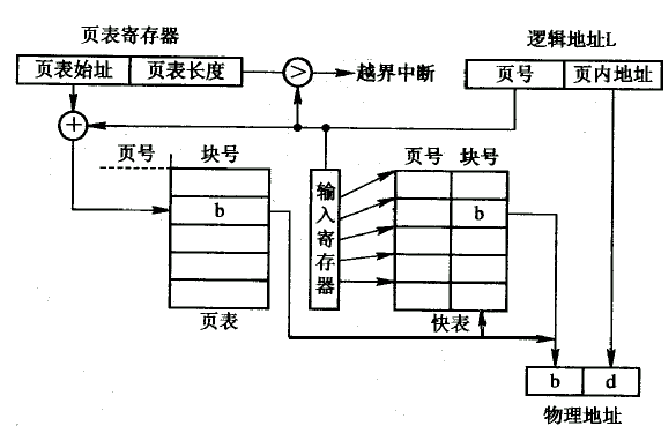 页表寄存器
逻辑地址L
页表始址 页表长度
>
越界中断
页号 页内地址
+
页号 块号
页号 块号
输入寄存器
b
b
页表
快表
b d
物理地址